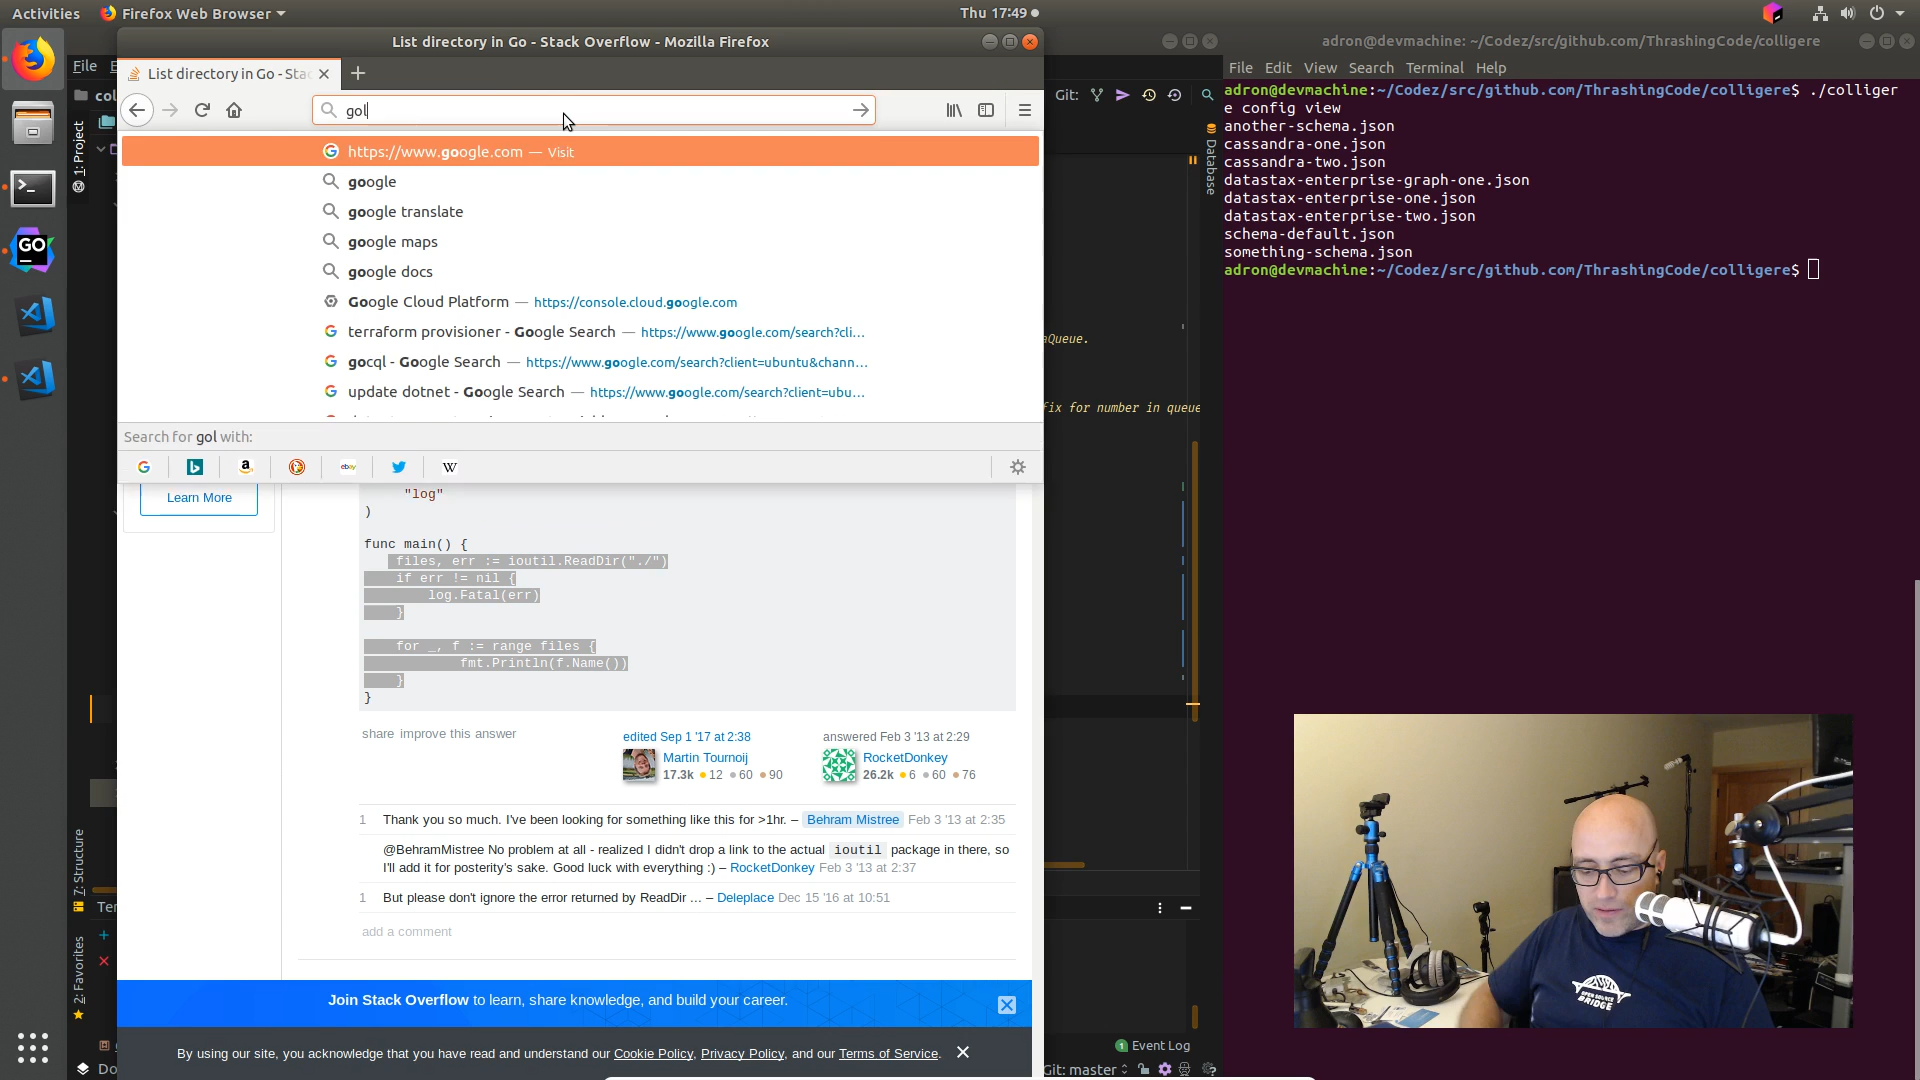 Activities
Firefox Web Browser
Thu 17:49
List directory in Go - Stack Overflow - Mozilla Firefox
List directory in Go - Stac
gol
https://www.google.com — Visit
google
google translate
google maps
google docs
Google Cloud Platform — https://console.cloud.google.com
terraform provisioner - Google Search — https://www.google.com/search?cli...
gocql - Google Search — https://www.google.com/search?client=ubuntu&chann...
update dotnet - Google Search — https://www.google.com/search?client=ubu...
Search for gol with:
ebay
W
Learn More
"log"
)
func main() {
files, err := ioutil.ReadDir("./")
if err != nil {
log.Fatal(err)
}
for _, f := range files {
fmt.Println(f.Name())
}
}
share improve this answer
edited Sep 1 '17 at 2:38
Martin Tournoij
17.3k 12 60 90
answered Feb 3 '13 at 2:29
RocketDonkey
26.2k 6 60 76
1 Thank you so much. I've been looking for something like this for >1hr. – Behram Mistree Feb 3 '13 at 2:35
@BehramMistree No problem at all - realized I didn't drop a link to the actual ioutil package in there, so
I'll add it for posterity's sake. Good luck with everything :) – RocketDonkey Feb 3 '13 at 2:37
1 But please don't ignore the error returned by ReadDir ... – Deleplace Dec 15 '16 at 10:51
add a comment
Join Stack Overflow to learn, share knowledge, and build your career.
By using our site, you acknowledge that you have read and understand our Cookie Policy, Privacy Policy, and our Terms of Service.
File
col
1: Project
7: Structure
2: Favorites
Ter
Do
GO
Git:
Database
aQueue.
fix for number in queue
1 Event Log
Git: master
adron@devmachine: ~/Codez/src/github.com/ThrashingCode/colligere
File Edit View Search Terminal Help
adron@devmachine:~/Codez/src/github.com/ThrashingCode/colligere$ ./colliger
e config view
another-schema.json
cassandra-one.json
cassandra-two.json
datastax-enterprise-graph-one.json
datastax-enterprise-one.json
datastax-enterprise-two.json
schema-default.json
something-schema.json
adron@devmachine:~/Codez/src/github.com/ThrashingCode/colligere$
OPEN SOURCE
BRIDGE